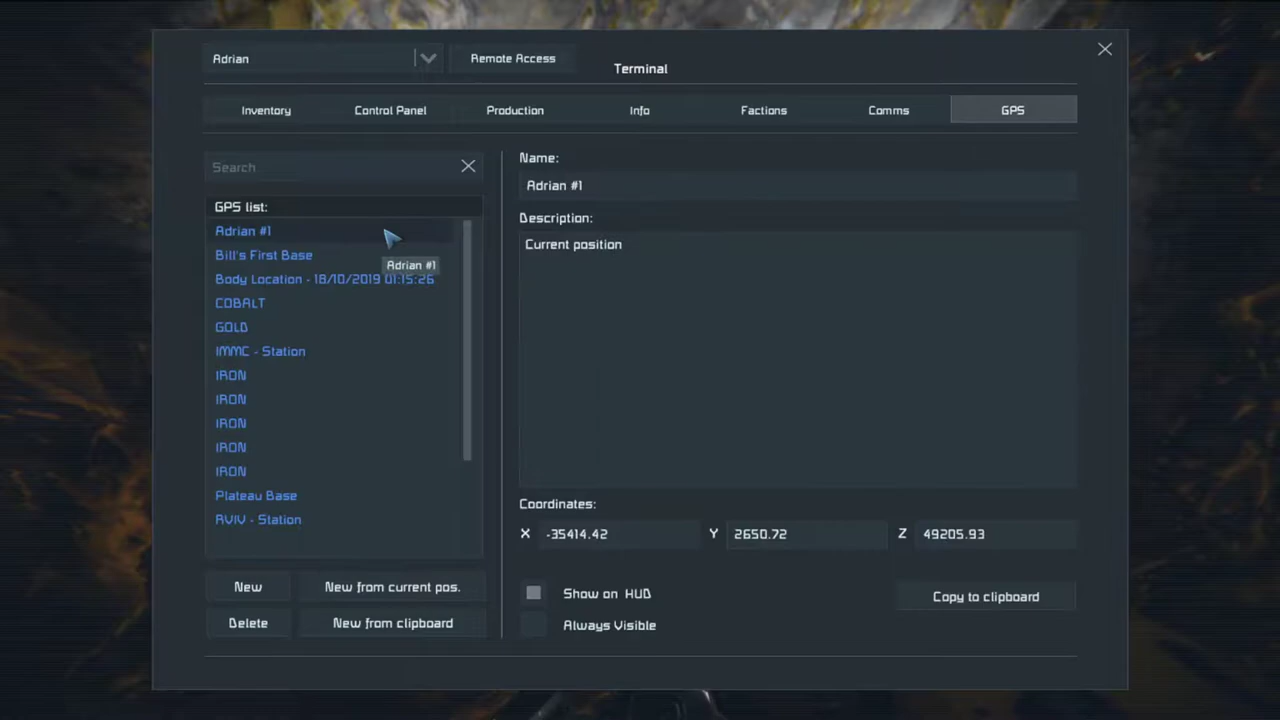 Adrian
Remote Access
Terminal
Inventory
Control Panel
Production
Info
Factions
Comms
GPS
Search
GPS list:
Adrian #1
Bill's First Base
Adrian #1
Body Location - 18/10/2019 01:15:26
COBALT
GOLD
IMMC - Station
IRON
IRON
IRON
IRON
IRON
Plateau Base
RVIV - Station
New
New from current pos.
Delete
New from clipboard
Name:
Adrian #1
Description:
Current position
Coordinates:
X -35414.42 Y 2650.72 Z 49205.93
Show on HUD
Always Visible
Copy to clipboard